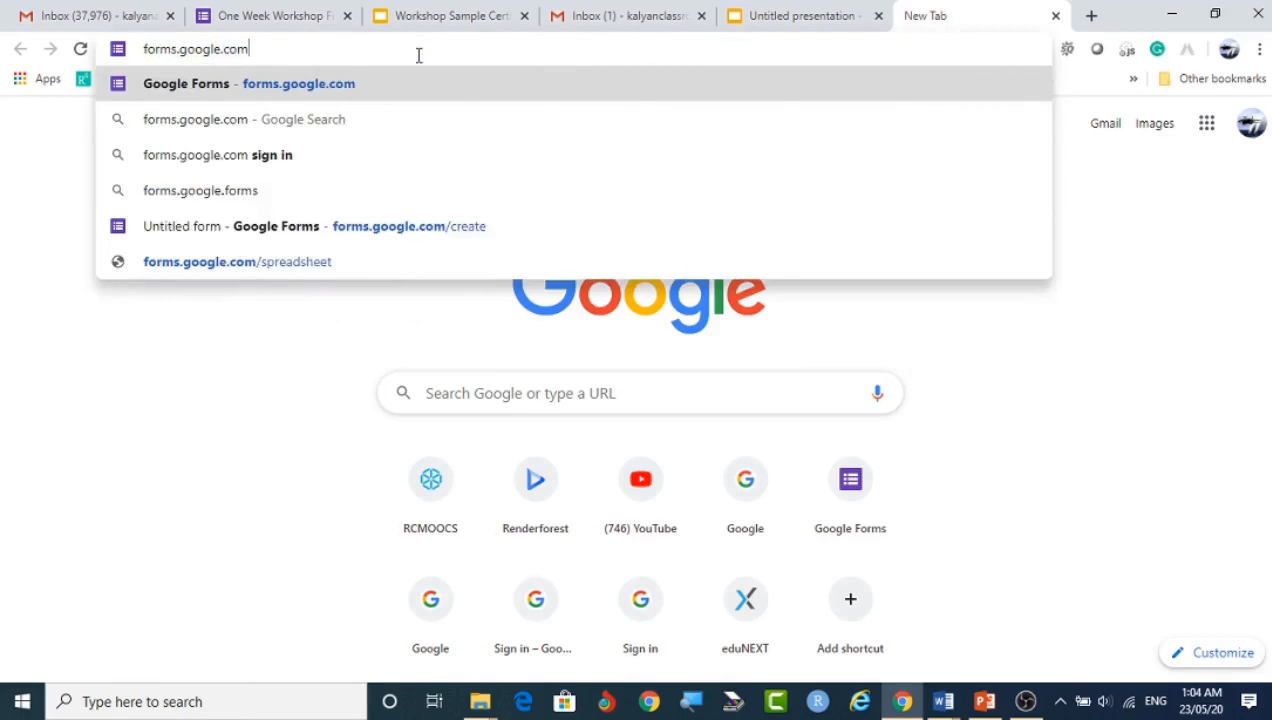 Inbox (37,976) - kalyana
One Week Workshop F
Workshop Sample Cert
Inbox (1) - kalyanclassro
Untitled presentation -
New Tab
forms.google.com
Apps
Other bookmarks
Google Forms - forms.google.com
forms.google.com - Google Search
forms.google.com sign in
forms.google.forms
Untitled form - Google Forms - forms.google.com/create
forms.google.com/spreadsheet
Gmail Images
Google
Search Google or type a URL
RCMOOCS
Renderforest
(746) YouTube
Google
Google Forms
Google
Sign in – Goo...
Sign in
eduNEXT
Add shortcut
Customize
Type here to search
ENG
1:04 AM
23/05/20